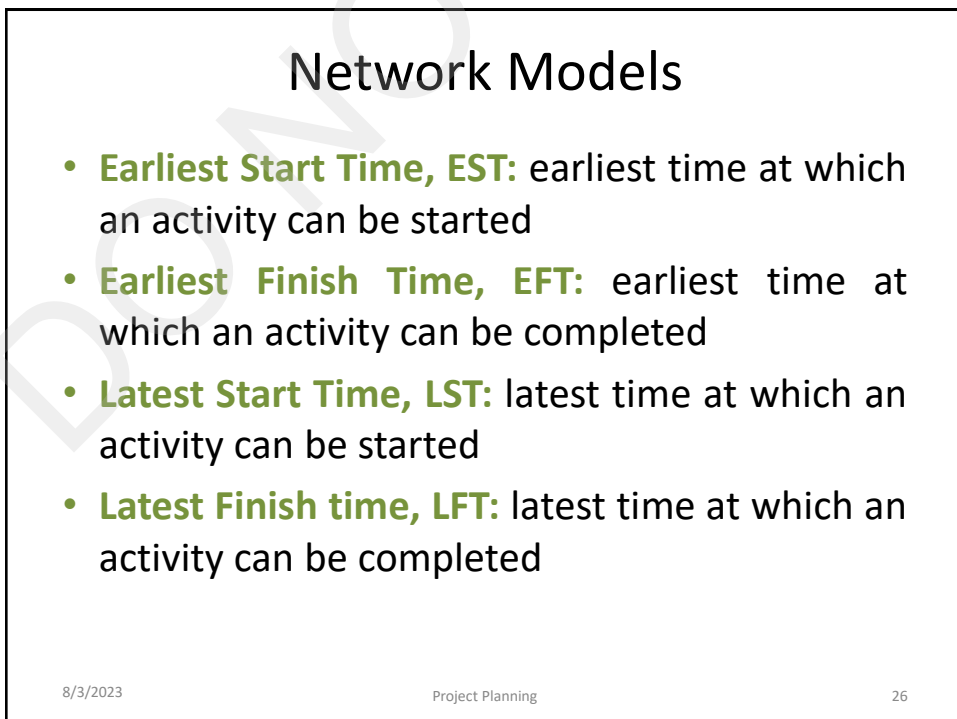 Network Models
• Earliest Start Time, EST: earliest time at which
an activity can be started
• Earliest Finish Time, EFT: earliest time at
which an activity can be completed
• Latest Start Time, LST: latest time at which an
activity can be started
• Latest Finish time, LFT: latest time at which an
activity can be completed
8/3/2023
Project Planning
26
DO NO